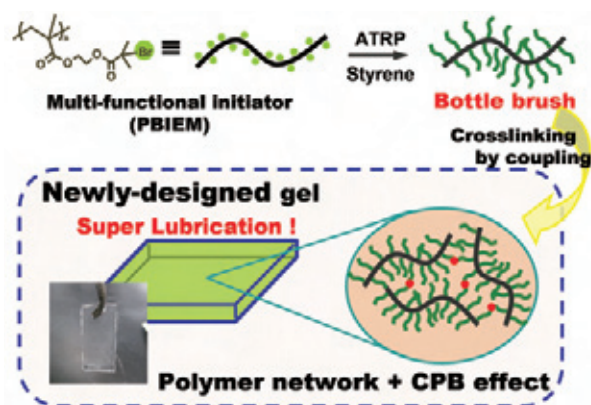 n
O
O
O
O
Br
≡
ATRP
Styrene
Multi-functional initiator
(PBIEM)
Bottle brush
Crosslinking
by coupling
Newly-designed gel
Super Lubrication !
Polymer network + CPB effect